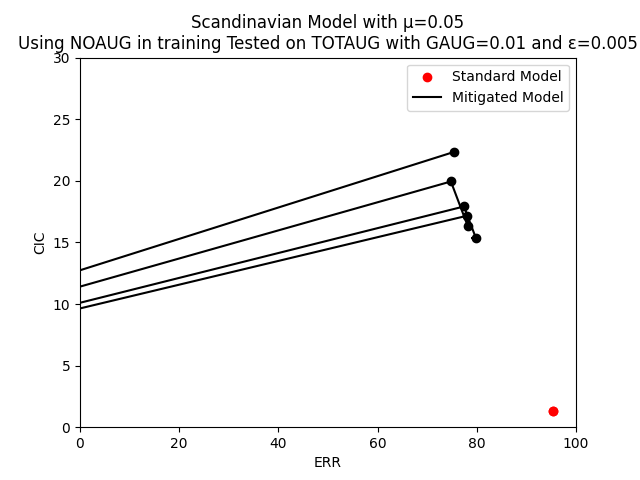 Scandinavian Model with μ=0.05
Using NOAUG in training Tested on TOTAUG with GAUG=0.01 and ε=0.005
30
25
20
15
10
5
0
CIC
Standard Model
Mitigated Model
0 20 40 60 80 100
ERR